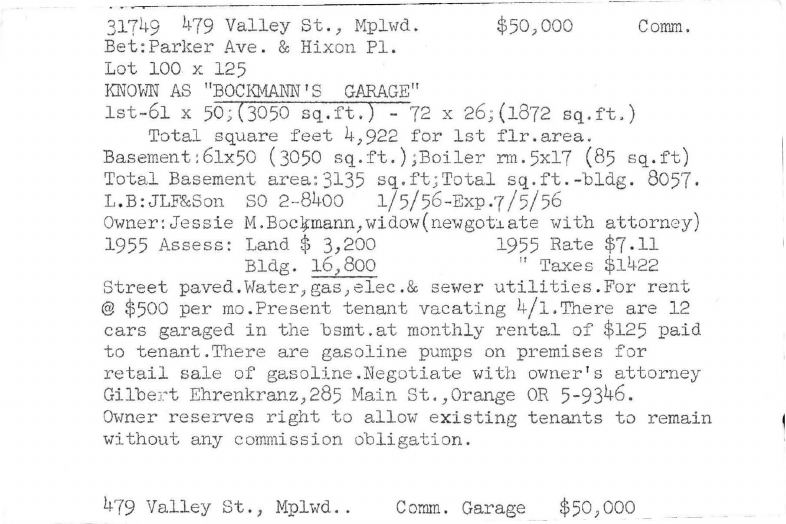 31749 479 Valley St., Mplwd. $50,000 Comm.
Bet:Parker Ave. & Hixon Pl.
Lot 100 x 125
KNOWN AS "BOCKMANN'S GARAGE"
1st-61 x 50;(3050 sq.ft.) - 72 x 26;(1872 sq.ft.)
Total square feet 4,922 for 1st flr.area.
Basement:61x50 (3050 sq.ft.);Boiler rm.5x17 (85 sq.ft)
Total Basement area:3135 sq.ft;Total sq.ft.-bldg. 8057.
L.B:JLF&Son SO 2-8400 1/5/56-Exp.7/5/56
Owner:Jessie M.Bockmann,widow(newgotiate with attorney)
1955 Assess: Land $ 3,200 1955 Rate $7.11
Bldg. 16,800 " Taxes $1422
Street paved.Water,gas,elec.& sewer utilities.For rent
@ $500 per mo.Present tenant vacating 4/1.There are 12
cars garaged in the bsmt.at monthly rental of $125 paid
to tenant.There are gasoline pumps on premises for
retail sale of gasoline.Negotiate with owner's attorney
Gilbert Ehrenkranz,285 Main St.,Orange OR 5-9346.
Owner reserves right to allow existing tenants to remain
without any commission obligation.
479 Valley St., Mplwd.. Comm. Garage $50,000